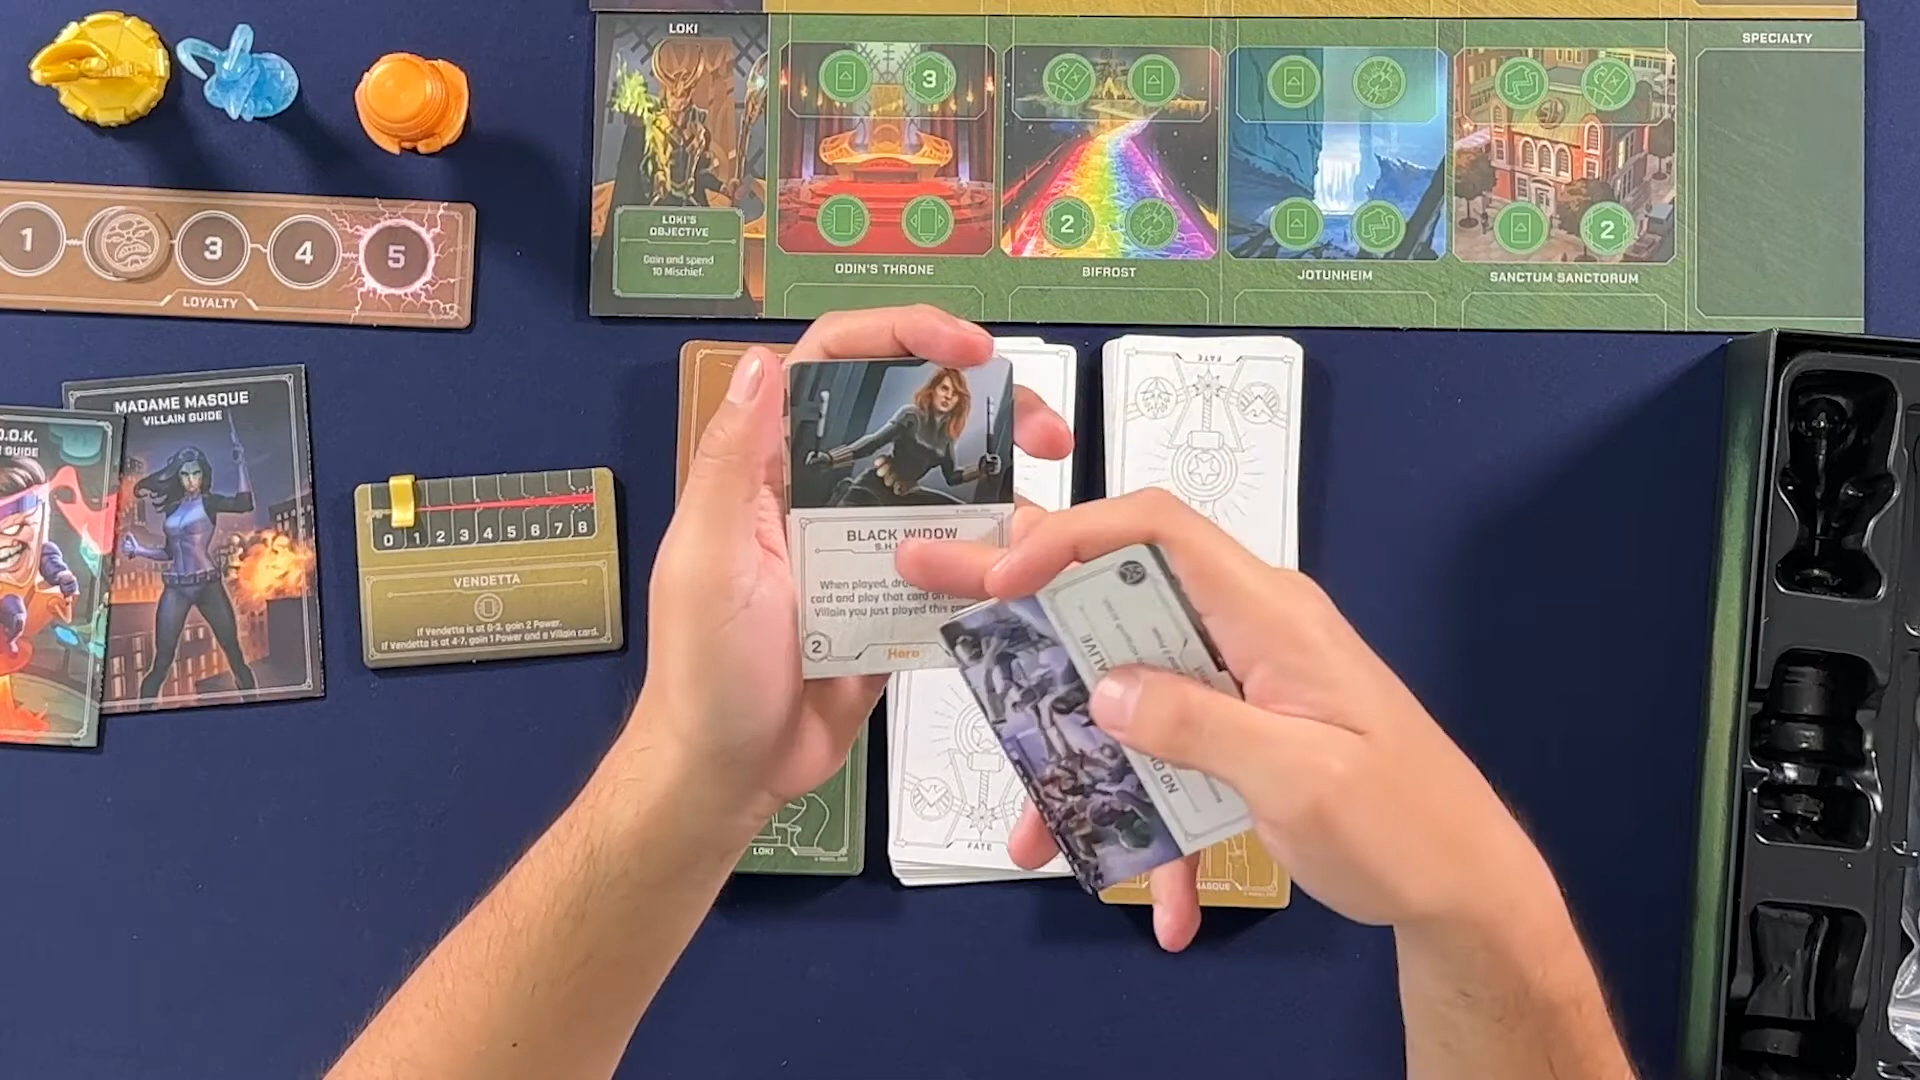 LOKI
LOKI'S
OBJECTIVE
Gain and spend
10 Mischief.
3
ODIN'S THRONE
2
BIFROST
JOTUNHEIM
2
SANCTUM SANCTORUM
SPECIALTY
1
3
4
5
LOYALTY
.O.K.
GUIDE
MADAME MASQUE
VILLAIN GUIDE
0 1 2 3 4 5 6 7 8
VENDETTA
If Vendetta is at 0-3, gain 2 Power.
If Vendetta is at 4-7, gain 1 Power and a Villain card.
BLACK WIDOW
S.H.
When played,
card and play that card on
Villain you just played this
2
Hero
ALIVE
FATE
LOKI
FATE
MASQUE